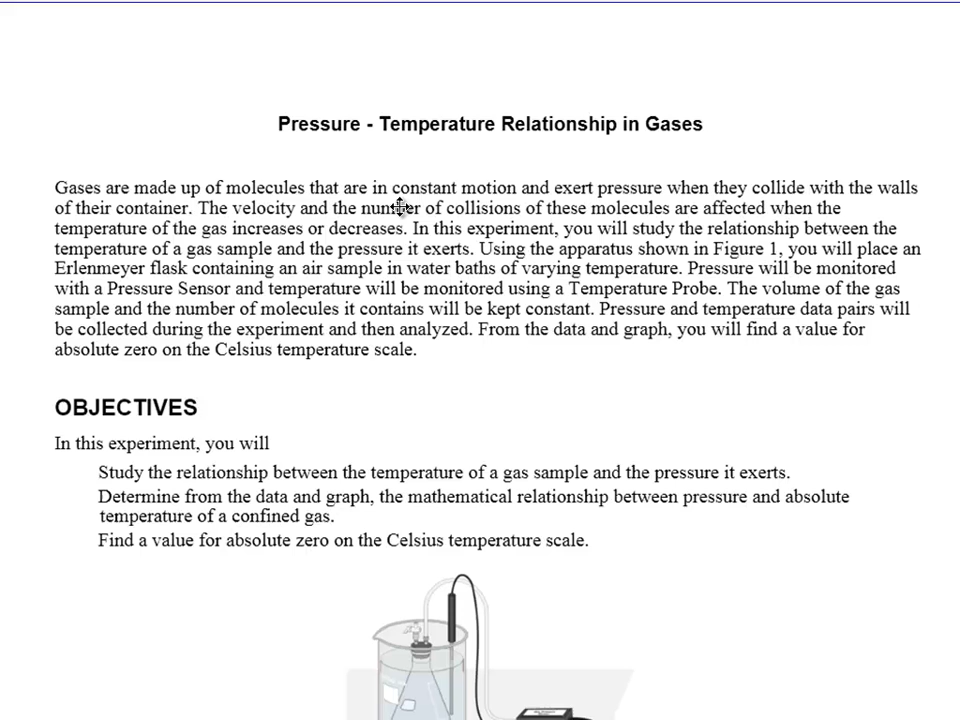 Pressure - Temperature Relationship in Gases
Gases are made up of molecules that are in constant motion and exert pressure when they collide with the walls
of their container. The velocity and the number of collisions of these molecules are affected when the
temperature of the gas increases or decreases. In this experiment, you will study the relationship between the
temperature of a gas sample and the pressure it exerts. Using the apparatus shown in Figure 1, you will place an
Erlenmeyer flask containing an air sample in water baths of varying temperature. Pressure will be monitored
with a Pressure Sensor and temperature will be monitored using a Temperature Probe. The volume of the gas
sample and the number of molecules it contains will be kept constant. Pressure and temperature data pairs will
be collected during the experiment and then analyzed. From the data and graph, you will find a value for
absolute zero on the Celsius temperature scale.
OBJECTIVES
In this experiment, you will
Study the relationship between the temperature of a gas sample and the pressure it exerts.
Determine from the data and graph, the mathematical relationship between pressure and absolute
temperature of a confined gas.
Find a value for absolute zero on the Celsius temperature scale.